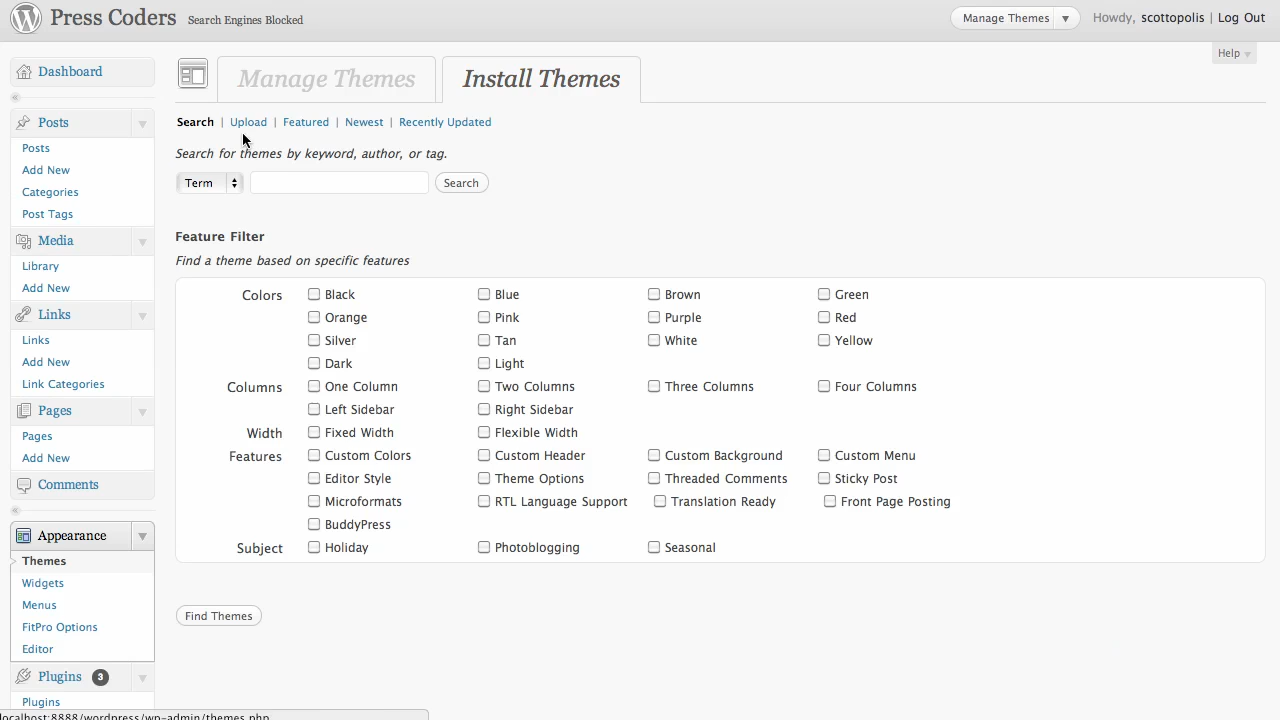 Press Coders Search Engines Blocked
Manage Themes
Howdy, scottopolis | Log Out
Help
Dashboard
Posts
Posts
Add New
Categories
Post Tags
Media
Library
Add New
Links
Links
Add New
Link Categories
Pages
Pages
Add New
Comments
Appearance
Themes
Widgets
Menus
FitPro Options
Editor
Plugins 3
Plugins
Manage Themes
Install Themes
Search | Upload | Featured | Newest | Recently Updated
Search for themes by keyword, author, or tag.
Term Search
Feature Filter
Find a theme based on specific features
Colors Black Blue Brown Green
Orange Pink Purple Red
Silver Tan White Yellow
Dark Light
Columns One Column Two Columns Three Columns Four Columns
Left Sidebar Right Sidebar
Width Fixed Width Flexible Width
Features Custom Colors Custom Header Custom Background Custom Menu
Editor Style Theme Options Threaded Comments Sticky Post
Microformats RTL Language Support Translation Ready Front Page Posting
BuddyPress
Subject Holiday Photoblogging Seasonal
Find Themes
localhost:8888/wordpress/wp-admin/themes.php